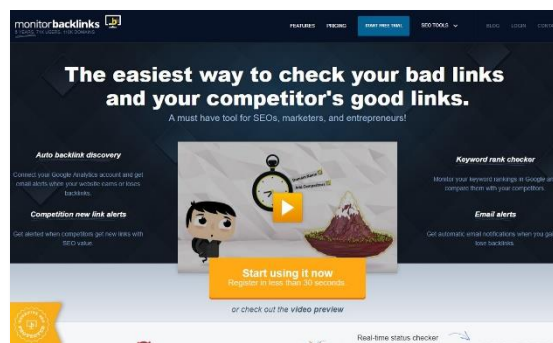 monitorbacklinks
FEATURES PRICING START FREE TRIAL SEO TOOLS BLOG LOGIN
The easiest way to check your bad links
and your competitor's good links.
A must have tool for SEOs, marketers, and entrepreneurs!
Auto backlink discovery
Connect your Google Analytics account and get
email alerts when your website earns or loses
backlinks.
Competition new link alerts
Get alerted when competitors get new links with
SEO value.
Keyword rank checker
Monitor your keyword rankings in Google and
compare them with your competitors.
Email alerts
Get automatic email notifications when you gain
lose backlinks.
Start using it now
Register in less than 30 seconds.
or check out the video preview
Real-time status checker